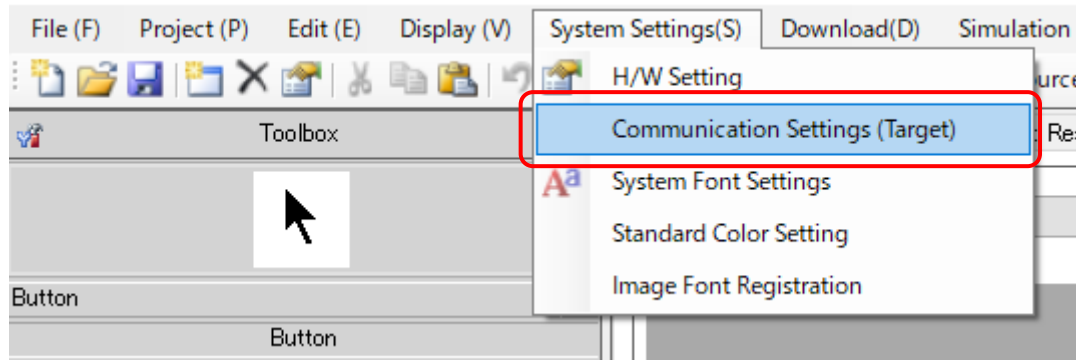 File (F) Project (P) Edit (E) Display (V) System Settings(S) Download(D) Simulation
H/W Setting
Toolbox
Communication Settings (Target)
Aa System Font Settings
Standard Color Setting
Image Font Registration
Button
Button